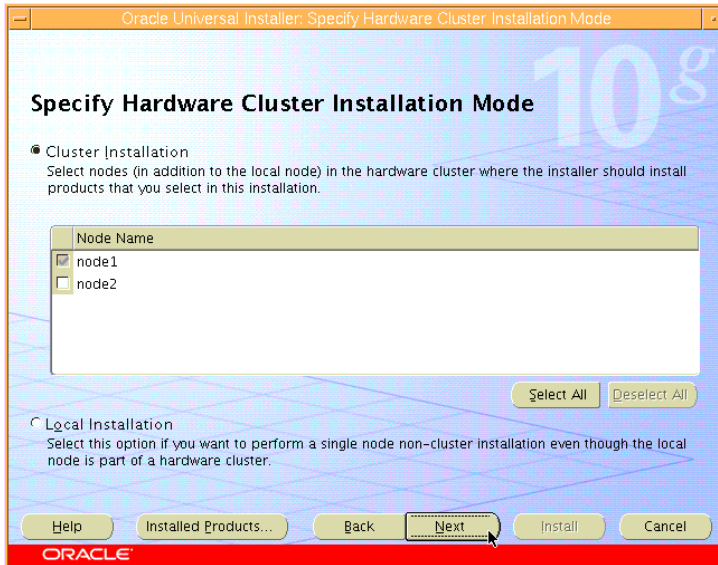 Oracle Universal Installer: Specify Hardware Cluster Installation Mode
10g
Specify Hardware Cluster Installation Mode
Cluster Installation
Select nodes (in addition to the local node) in the hardware cluster where the installer should install
products that you select in this installation.
Node Name
node1
node2
Select All Deselect All
Local Installation
Select this option if you want to perform a single node non-cluster installation even though the local
node is part of a hardware cluster.
Help Installed Products... Back Next Install Cancel
ORACLE